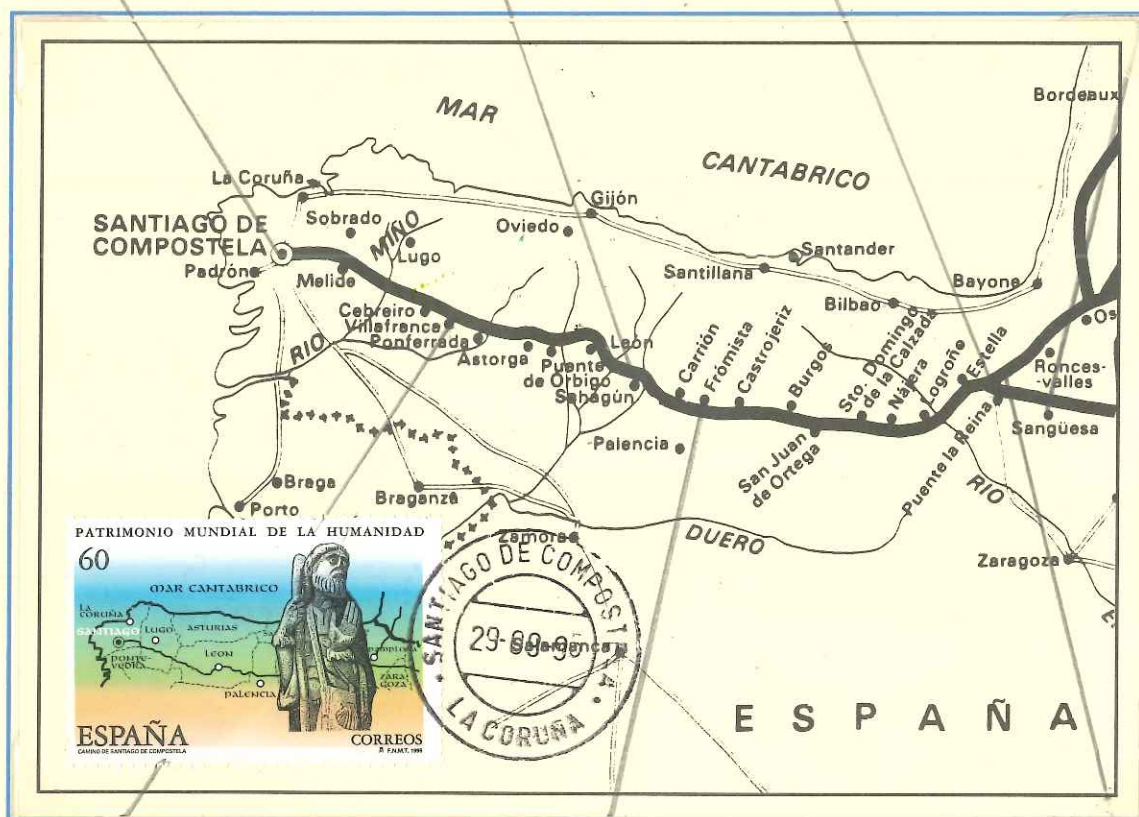 MAR
CANTABRICO
Bordeaux
La Coruña
Sobrado
MIÑO
Lugo
Oviedo
Gijón
SANTIAGO DE
COMPOSTELA
Padrón
Melide
Santillana
Santander
Bilbao
Bayone
Os
Cebreiro
Villafranca
Ponferrada
Astorga
Puente
de Orbigo
León
Sahagún
Carrión
Frómista
Castrojeriz
Burgos
Sto. Domingo
de la Calzada
Nájera
Logroño
Estella
Ronces-
valles
Sangüesa
RIO
Palencia
San Juan
de Ortega
Puente la Reina
RIO
Braga
Porto
Braganza
Zamora
DUERO
Zaragoza
E
Salamanca
ESPAÑA
PATRIMONIO MUNDIAL DE LA HUMANIDAD
60
MAR CANTABRICO
LA
CORUÑA
SANTIAGO
LUGO
ASTURIAS
PONTE-
VEDRA
LEON
PALENCIA
PAMPLONA
ZARA-
GOZA
ESPAÑA
CORREOS
CAMINO DE SANTIAGO DE COMPOSTELA
F.N.M.T. 1995
SANTIAGO DE COMPOSTELA
LA CORUÑA